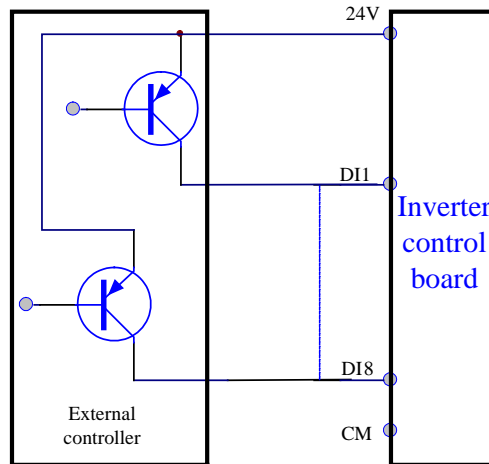 24V
DI1
Inverter
control
board
DI8
External
controller
CM